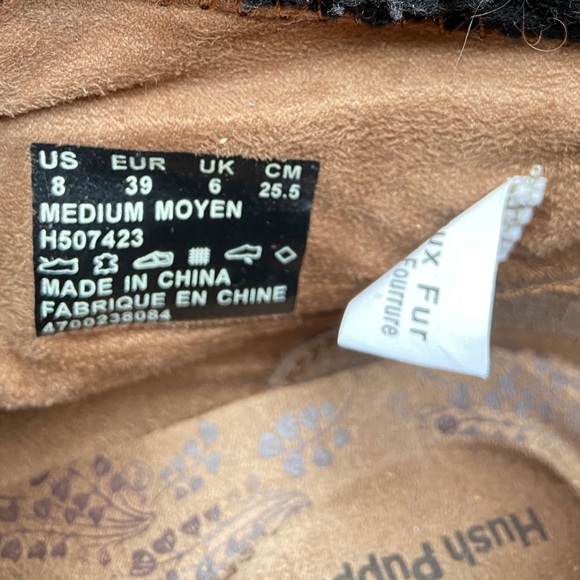 US EUR UK CM
8 39 6 25.5
MEDIUM MOYEN
H507423
MADE IN CHINA
FABRIQUE EN CHINE
4700238084
ux Fur
Fourrure
Hush Pupp